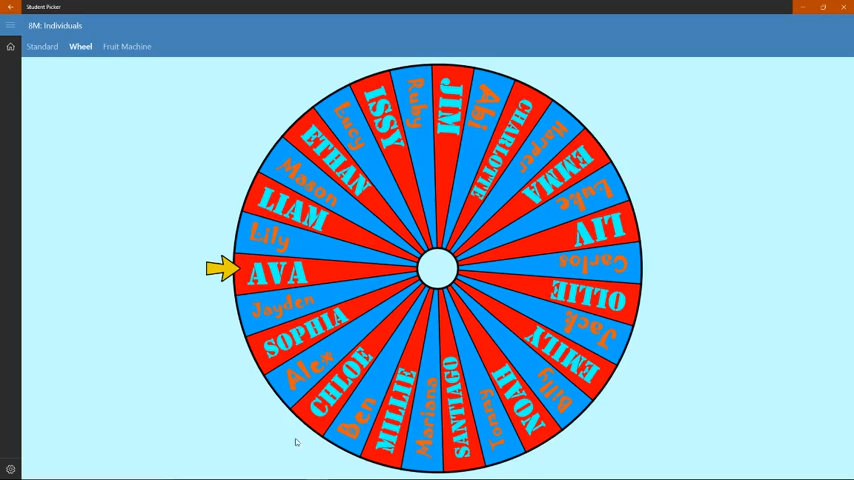 Student Picker
8M: Individuals
Standard Wheel Fruit Machine
JIM
Abi
CHARLOTTE
Harper
EMMA
Luke
LIV
Carlos
OLLIE
Jack
EMILY
Billy
NOAH
Tonny
SANTIAGO
Mariana
MILLIE
Ben
CHLOE
Alex
SOPHIA
Jayden
AVA
Lily
LIAM
Mason
ETHAN
Lucy
ISSY
Ruby